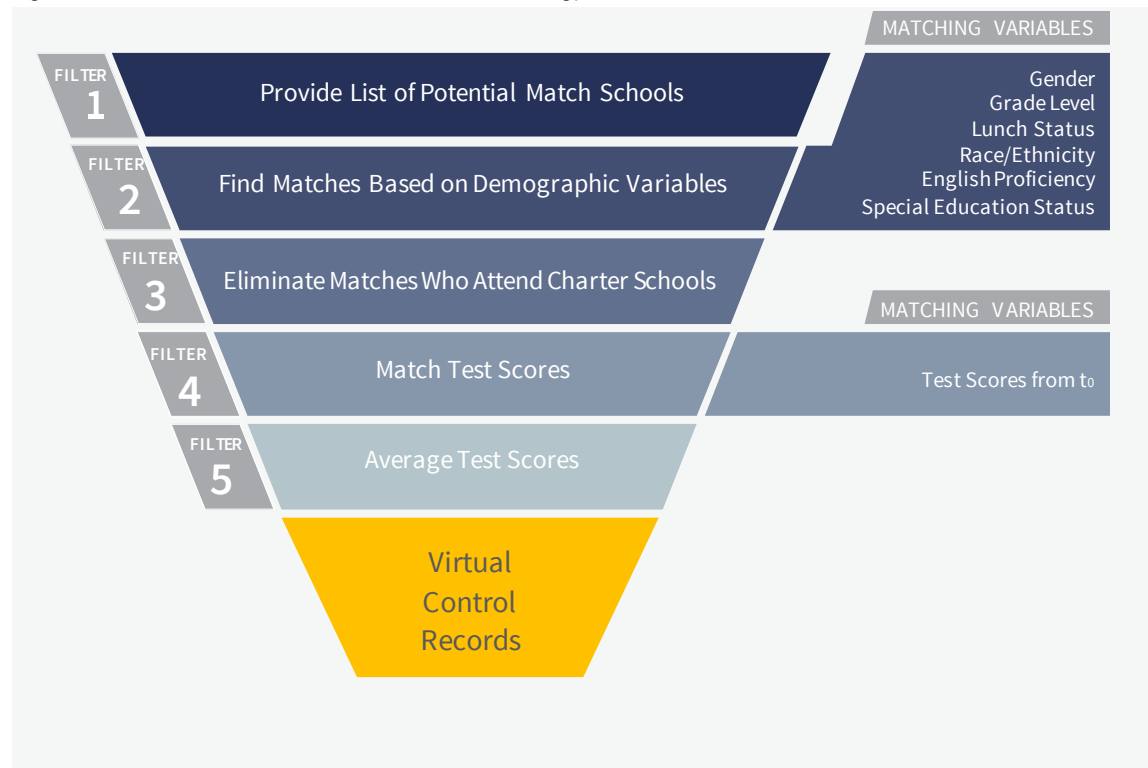 MATCHING VARIABLES
FILTER
1
Provide List of Potential Match Schools
Gender
Grade Level
Lunch Status
Race/Ethnicity
English Proficiency
Special Education Status
FILTER
2
Find Matches Based on Demographic Variables
FILTER
3
Eliminate Matches Who Attend Charter Schools
MATCHING VARIABLES
FILTER
4
Match Test Scores
Test Scores from t₀
FILTER
5
Average Test Scores
Virtual
Control
Records